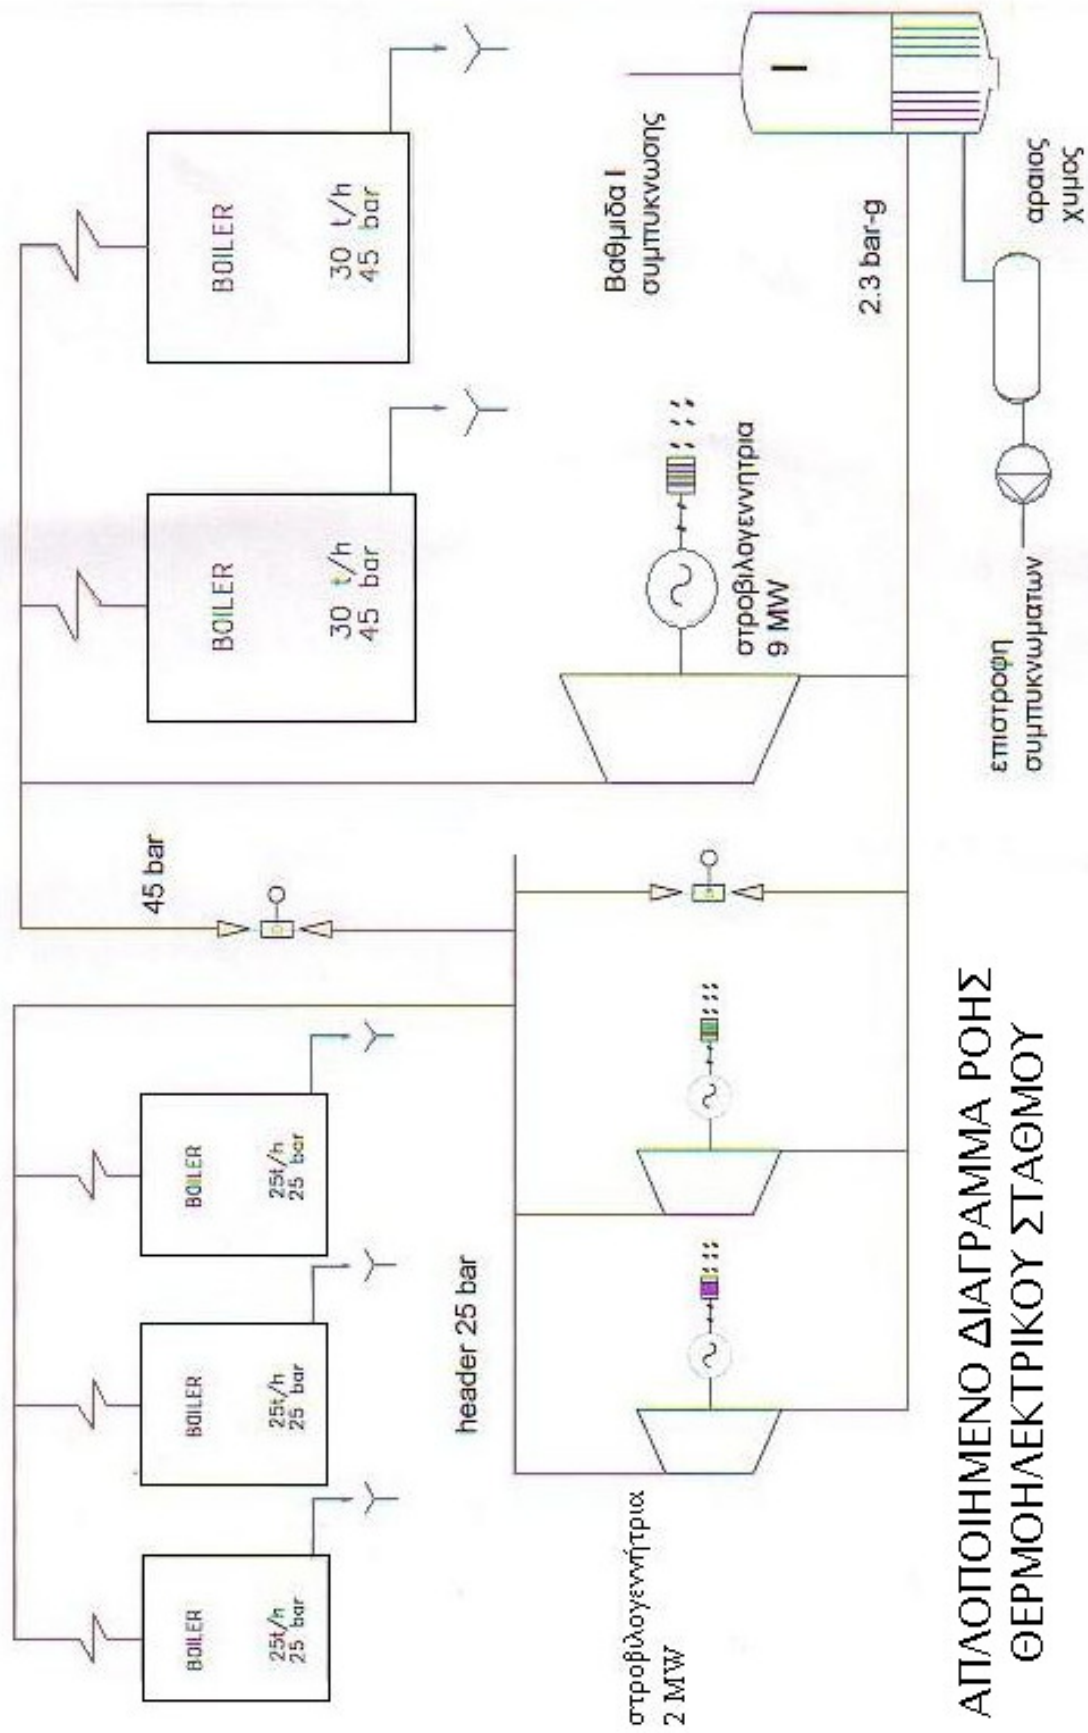 BOILER
25t/h
25 bar
BOILER
25t/h
25 bar
BOILER
25t/h
25 bar
45 bar
BOILER
30 t/h
45 bar
BOILER
30 t/h
45 bar
header 25 bar
στροβιλογεννήτρια
2 MW
στροβιλογεννητρια
9 MW
Βαθμιδα I
συμπυκνωσης
I
2.3 bar-g
επιστροφη
συμπυκνωματων
αραιος
χυμος
ΑΠΛΟΠΟΙΗΜΕΝΟ ΔΙΑΓΡΑΜΜΑ ΡΟΗΣ
ΘΕΡΜΟΗΛΕΚΤΡΙΚΟΥ ΣΤΑΘΜΟΥ